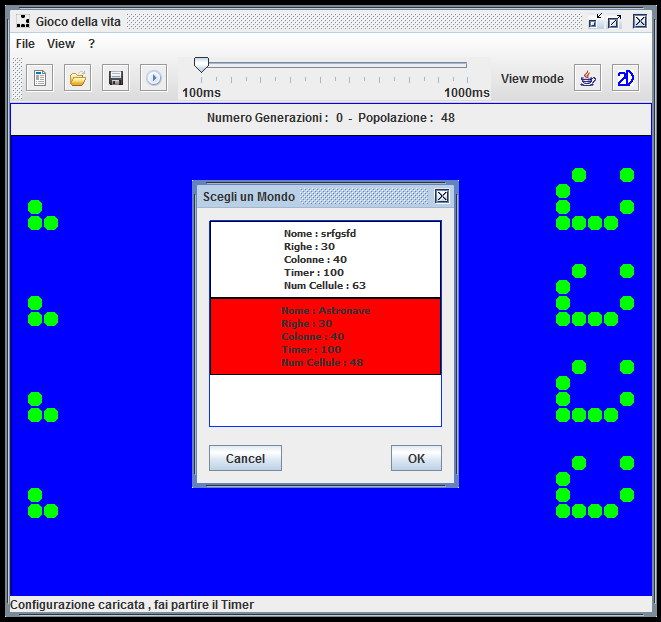 Gioco della vita
File View ?
100ms 1000ms View mode 2D
Numero Generazioni : 0 - Popolazione : 48
Scegli un Mondo
Nome : srfgsfd
Righe : 30
Colonne : 40
Timer : 100
Num Cellule : 63
Nome : Astronave
Righe : 30
Colonne : 40
Timer : 100
Num Cellule : 48
Cancel OK
Configurazione caricata , fai partire il Timer